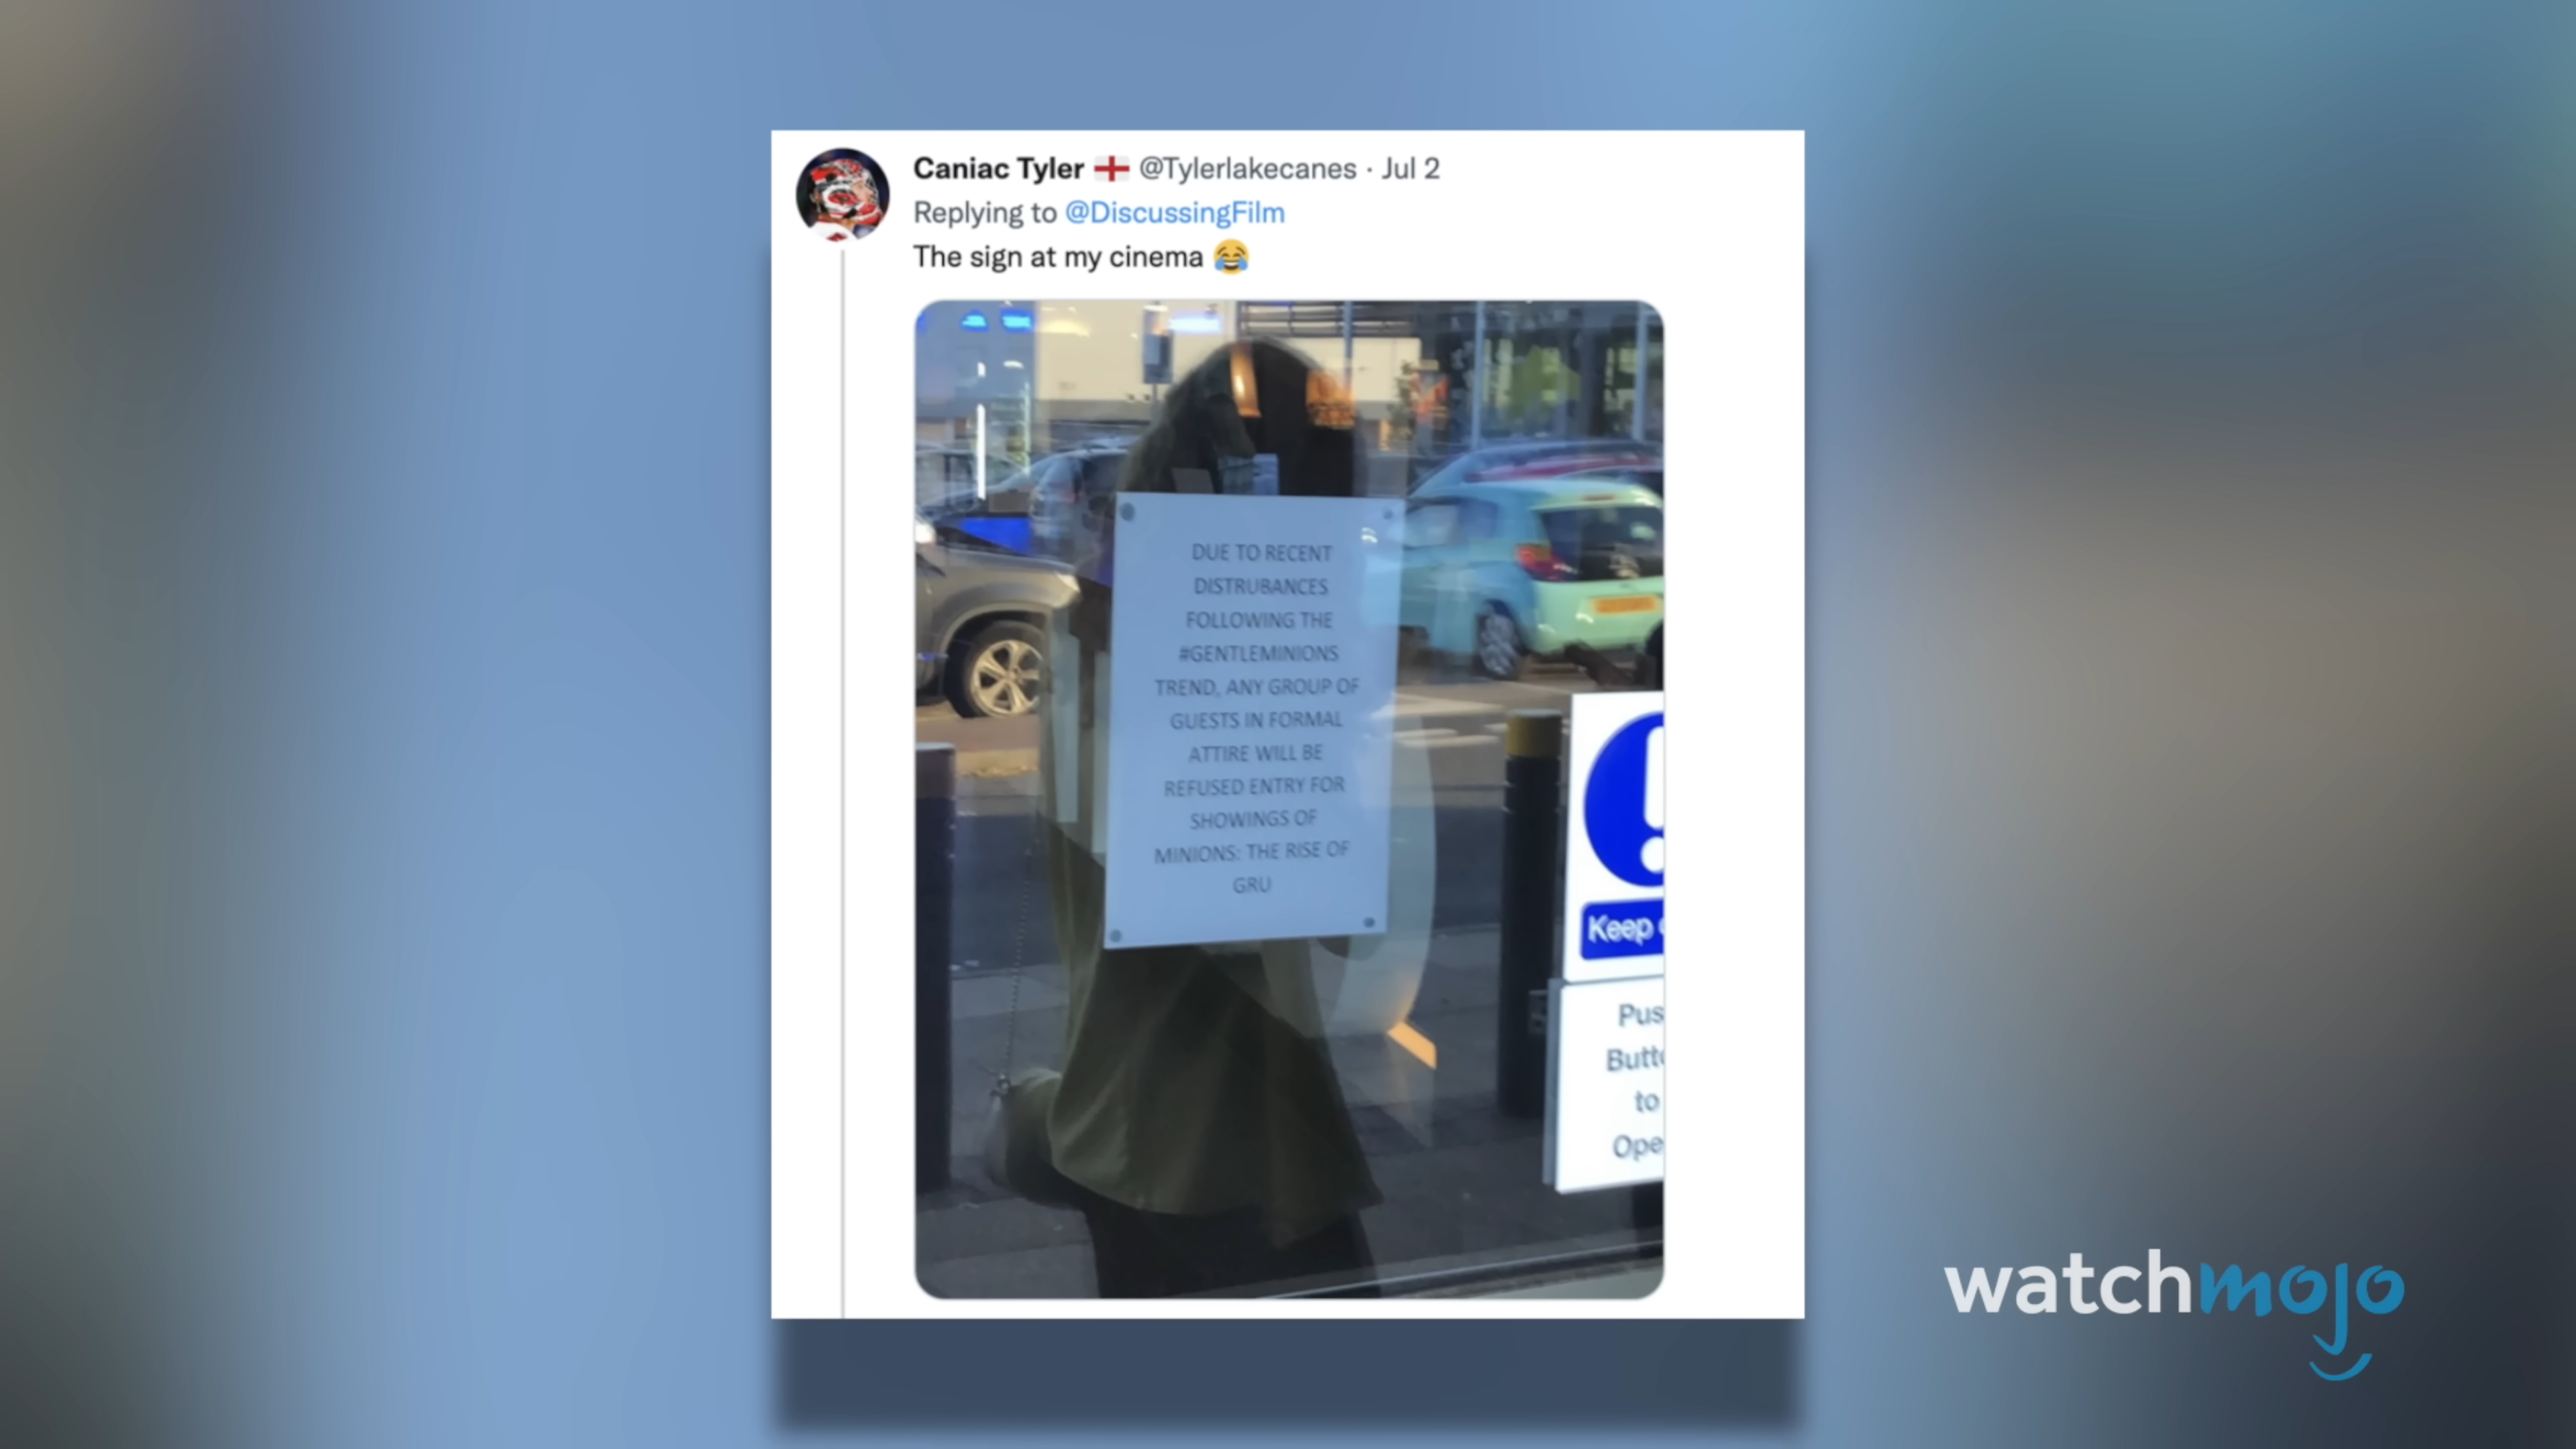 Caniac Tyler @Tylerlakecanes · Jul 2
Replying to @DiscussingFilm
The sign at my cinema
DUE TO RECENT
DISTRUBANCES
FOLLOWING THE
#GENTLEMINIONS
TREND, ANY GROUP OF
GUESTS IN FORMAL
ATTIRE WILL BE
REFUSED ENTRY FOR
SHOWINGS OF
MINIONS: THE RISE OF
GRU
Keep
Pus
Butt
to
Ope
watchmojo